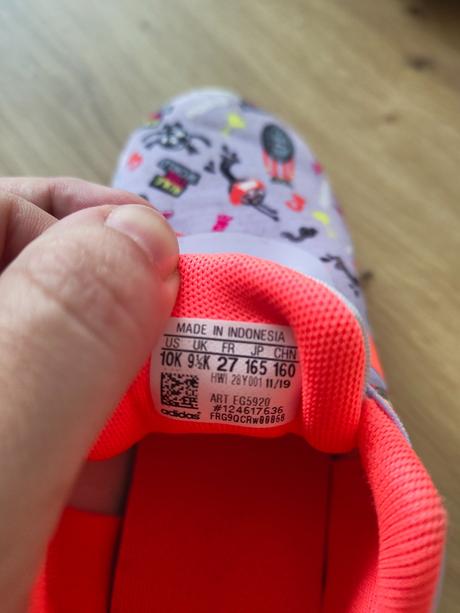 MADE IN INDONESIA
US UK FR JP CHN
10K 9½K 27 165 160
HWI 28Y001 11/19
ART EG5920
#124617636
adidas